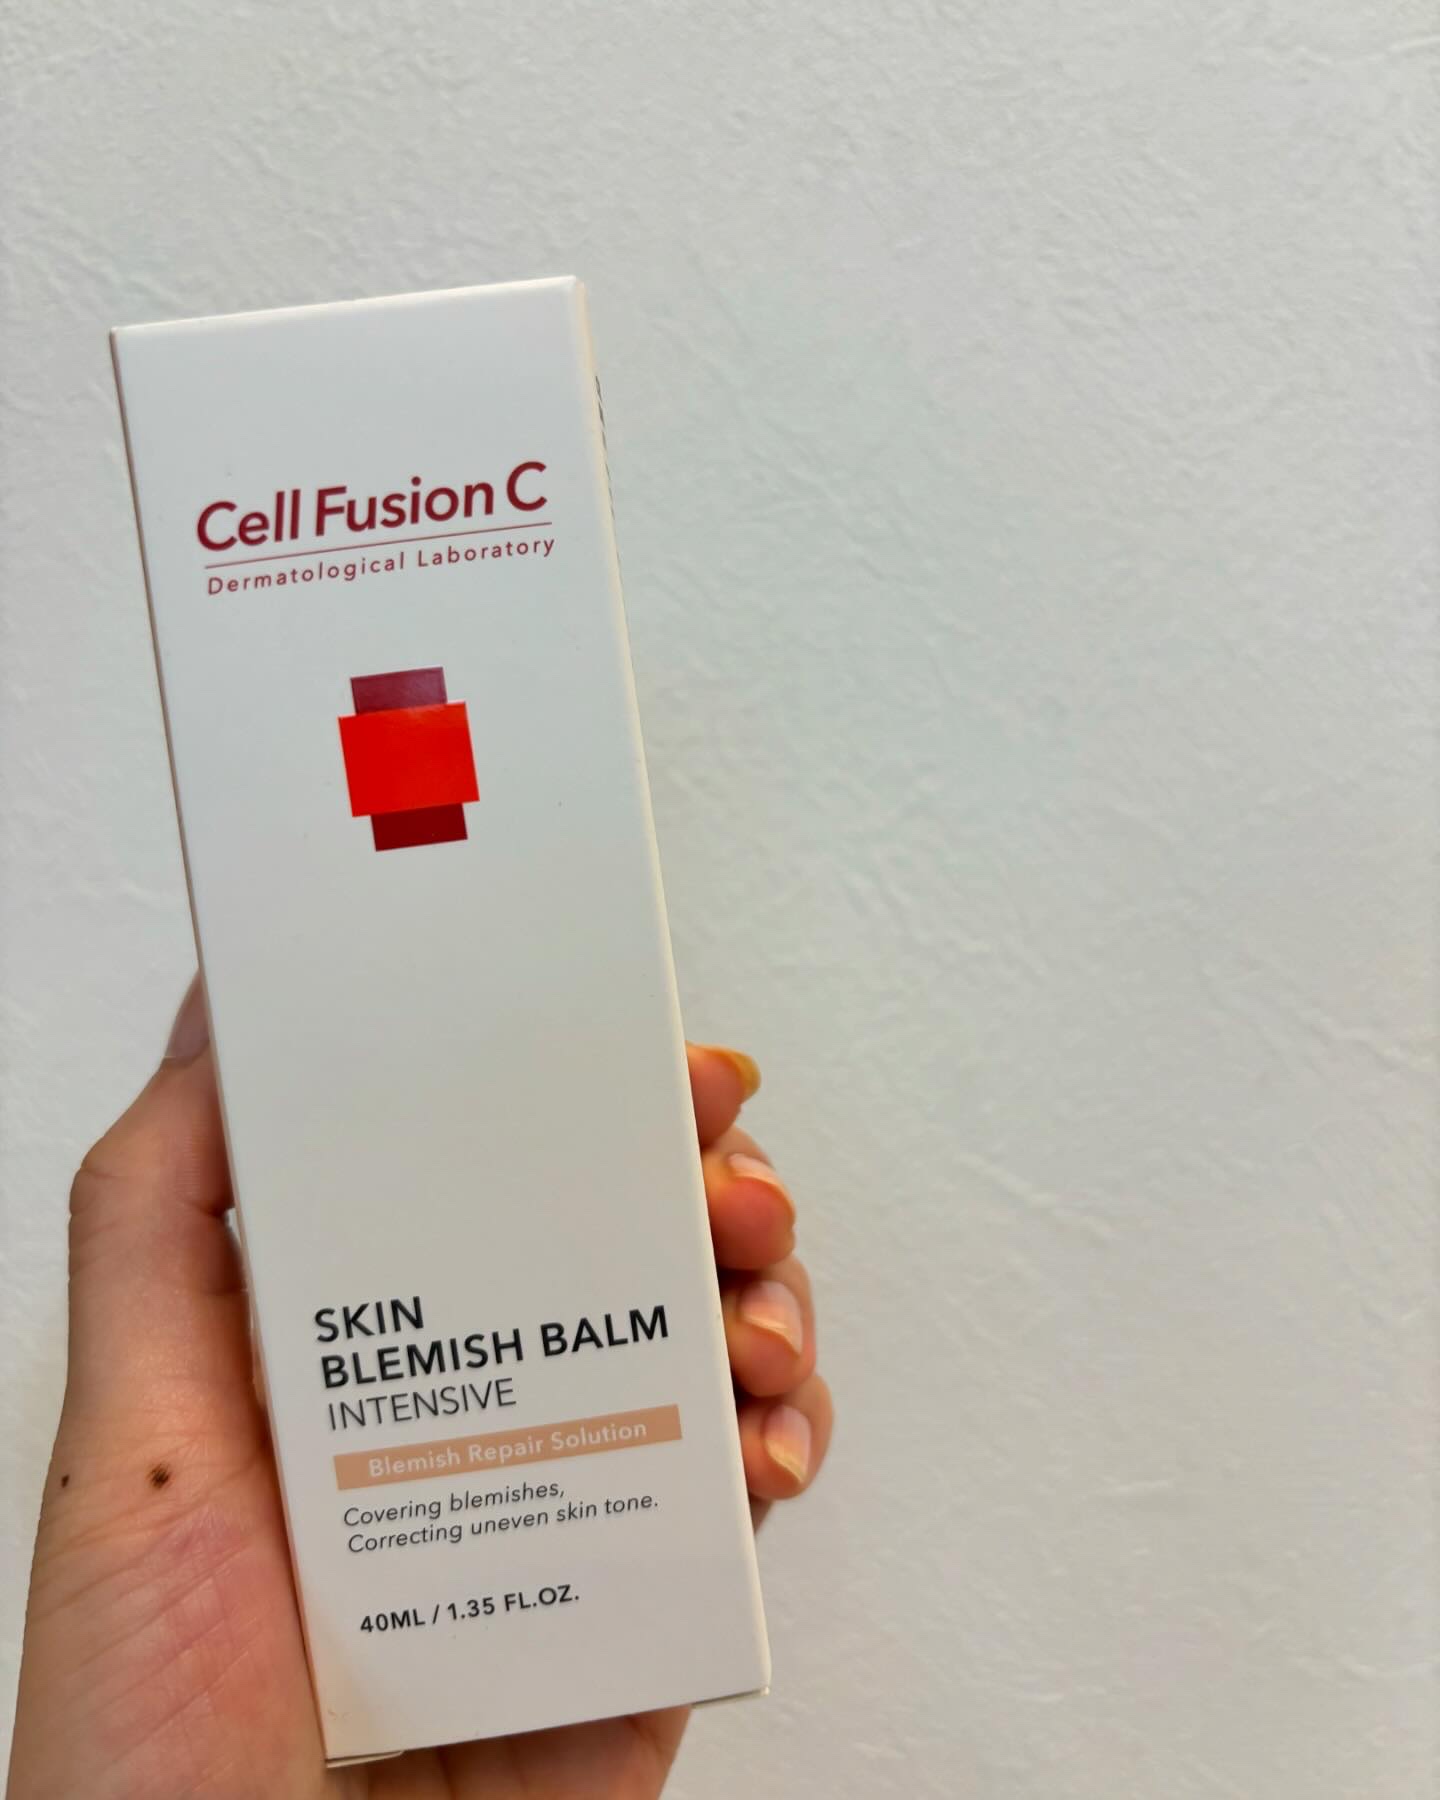 Cell Fusion C
Dermatological Laboratory
SKIN
BLEMISH BALM
INTENSIVE
Blemish Repair Solution
Covering blemishes,
Correcting uneven skin tone.
40ML / 1.35 FL.OZ.